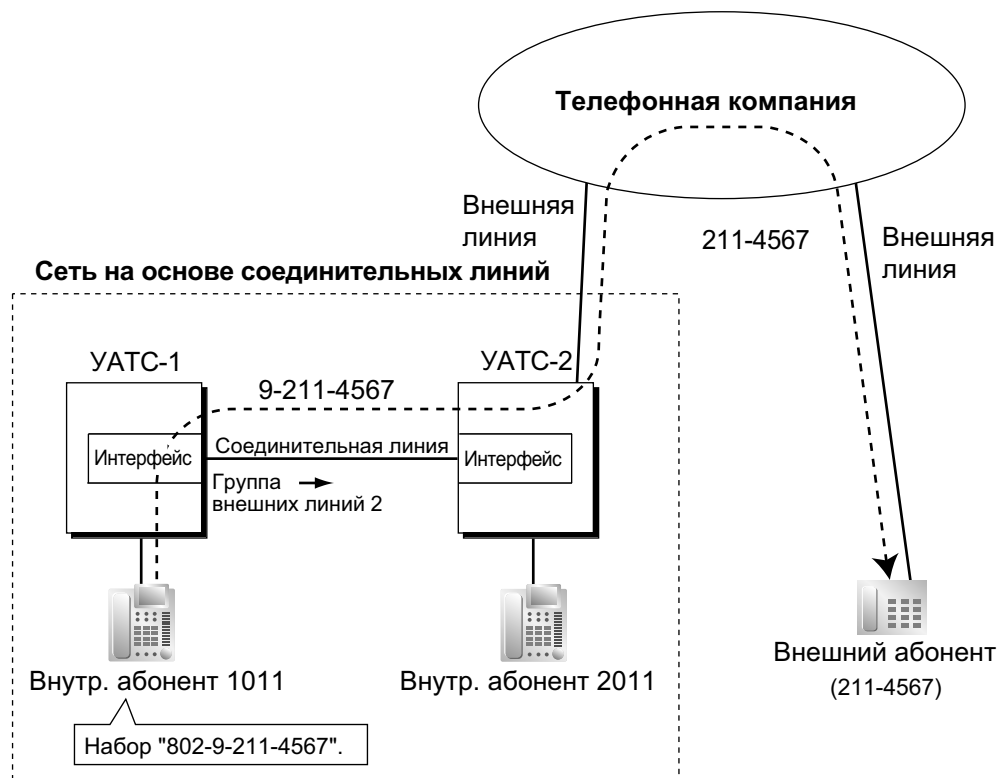 Телефонная компания
Внешняя
линия
211-4567
Внешняя
линия
Сеть на основе соединительных линий
УАТС-1
УАТС-2
9-211-4567
Интерфейс
Соединительная линия
Интерфейс
Группа
внешних линий 2
Внутр. абонент 1011
Внутр. абонент 2011
Внешний абонент
(211-4567)
Набор "802-9-211-4567".